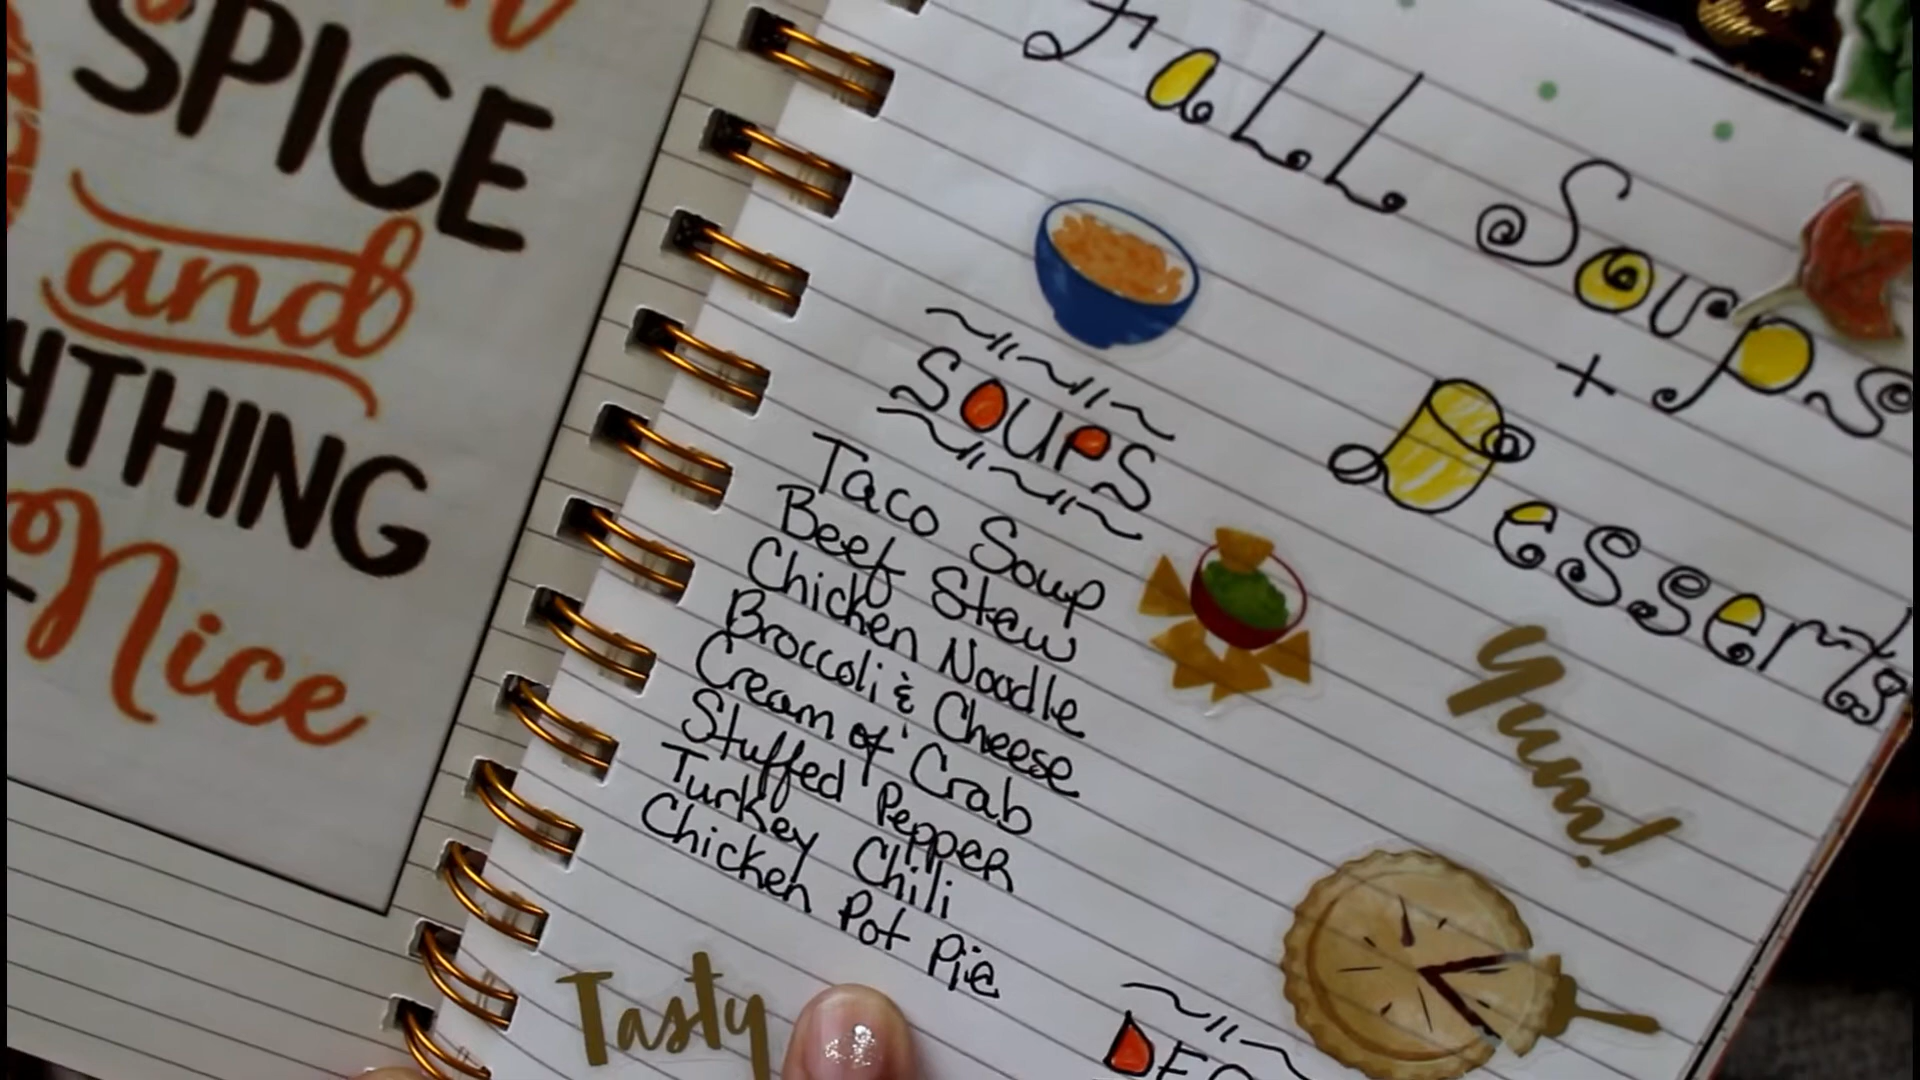 SPICE
and
YTHING
Nice
Fall Soups
+
Desserts
SOUPS
Taco Soup
Beef Stew
Chicken Noodle
Broccoli & Cheese
Cream of Crab
Stuffed Pepper
Turkey Chili
Chicken Pot Pie
Yum!
Tasty